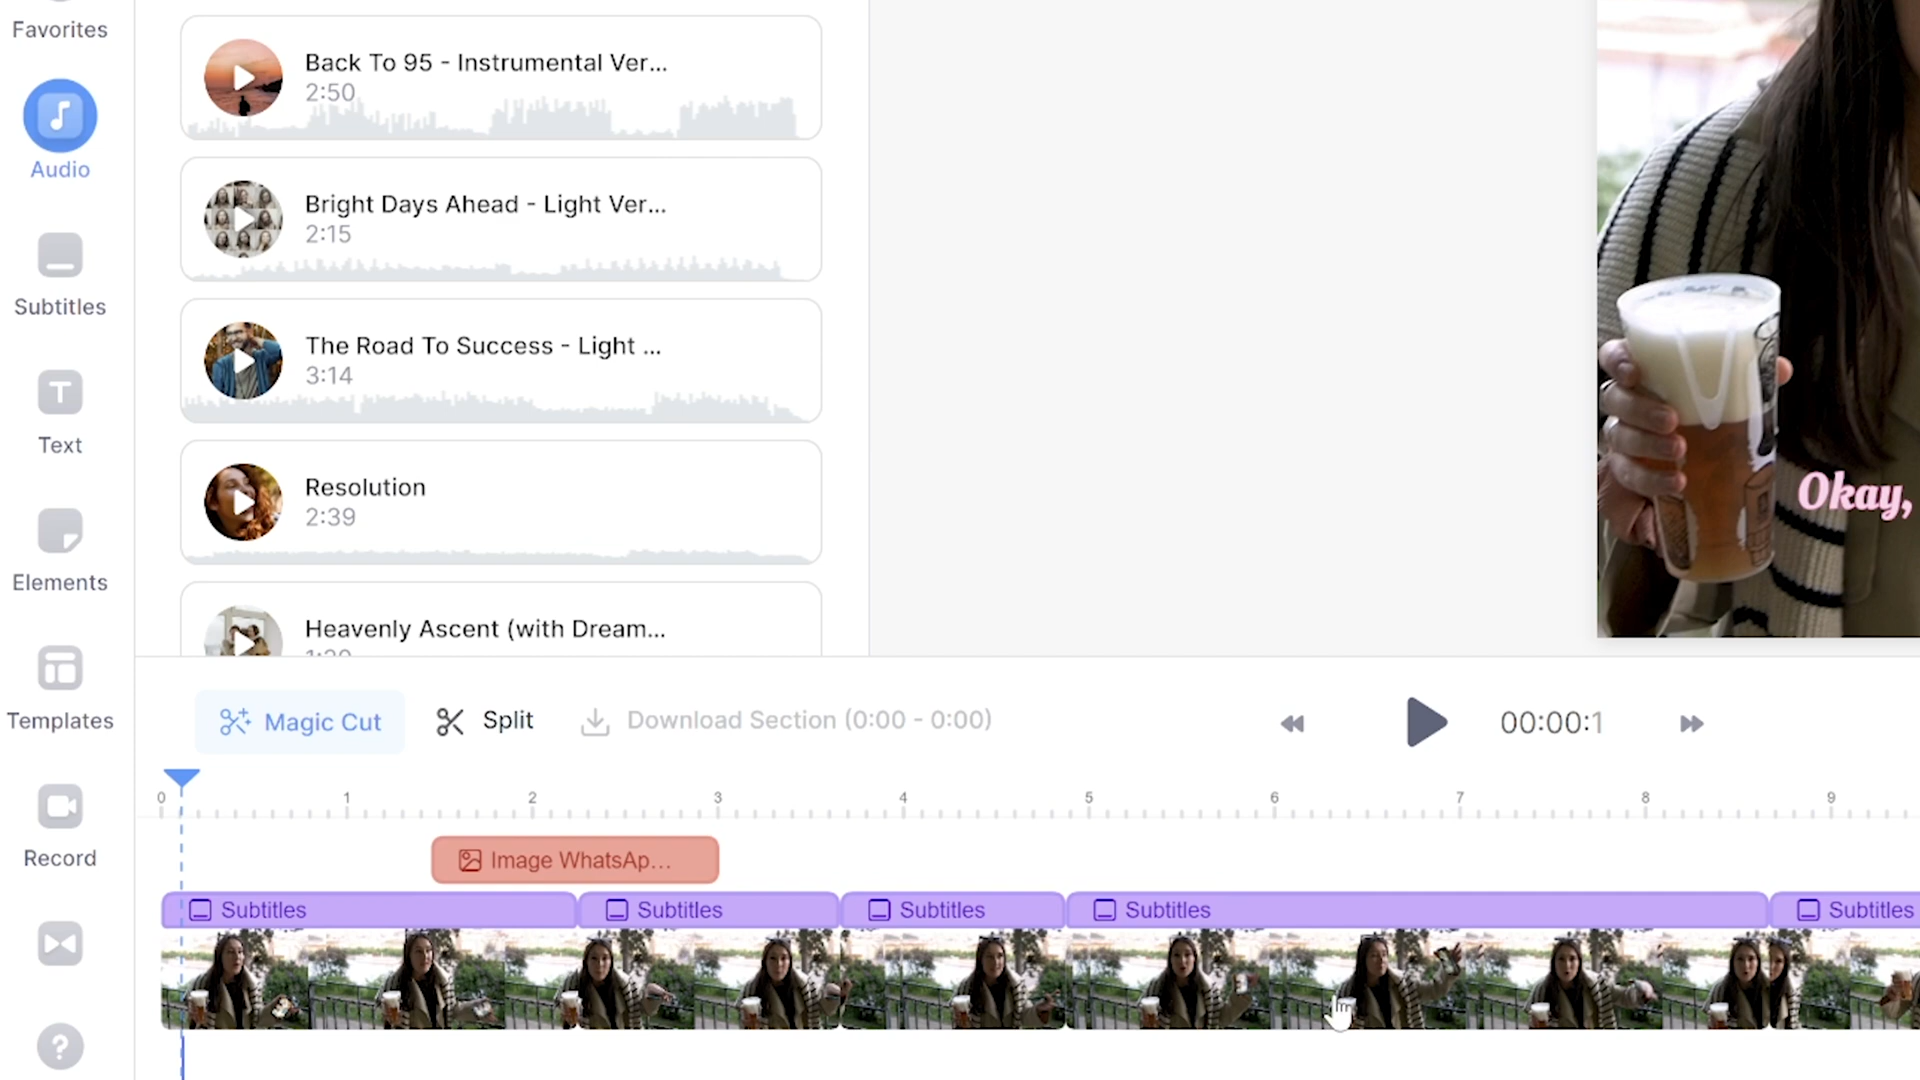 Favorites
Audio
Subtitles
Text
Elements
Templates
Record
Back To 95 - Instrumental Ver...
2:50
Bright Days Ahead - Light Ver...
2:15
The Road To Success - Light ...
3:14
Resolution
2:39
Heavenly Ascent (with Dream...
Okay,
Magic Cut
Split
Download Section (0:00 - 0:00)
00:00:1
0 1 2 3 4 5 6 7 8 9
Image WhatsAp...
Subtitles Subtitles Subtitles Subtitles Subtitles